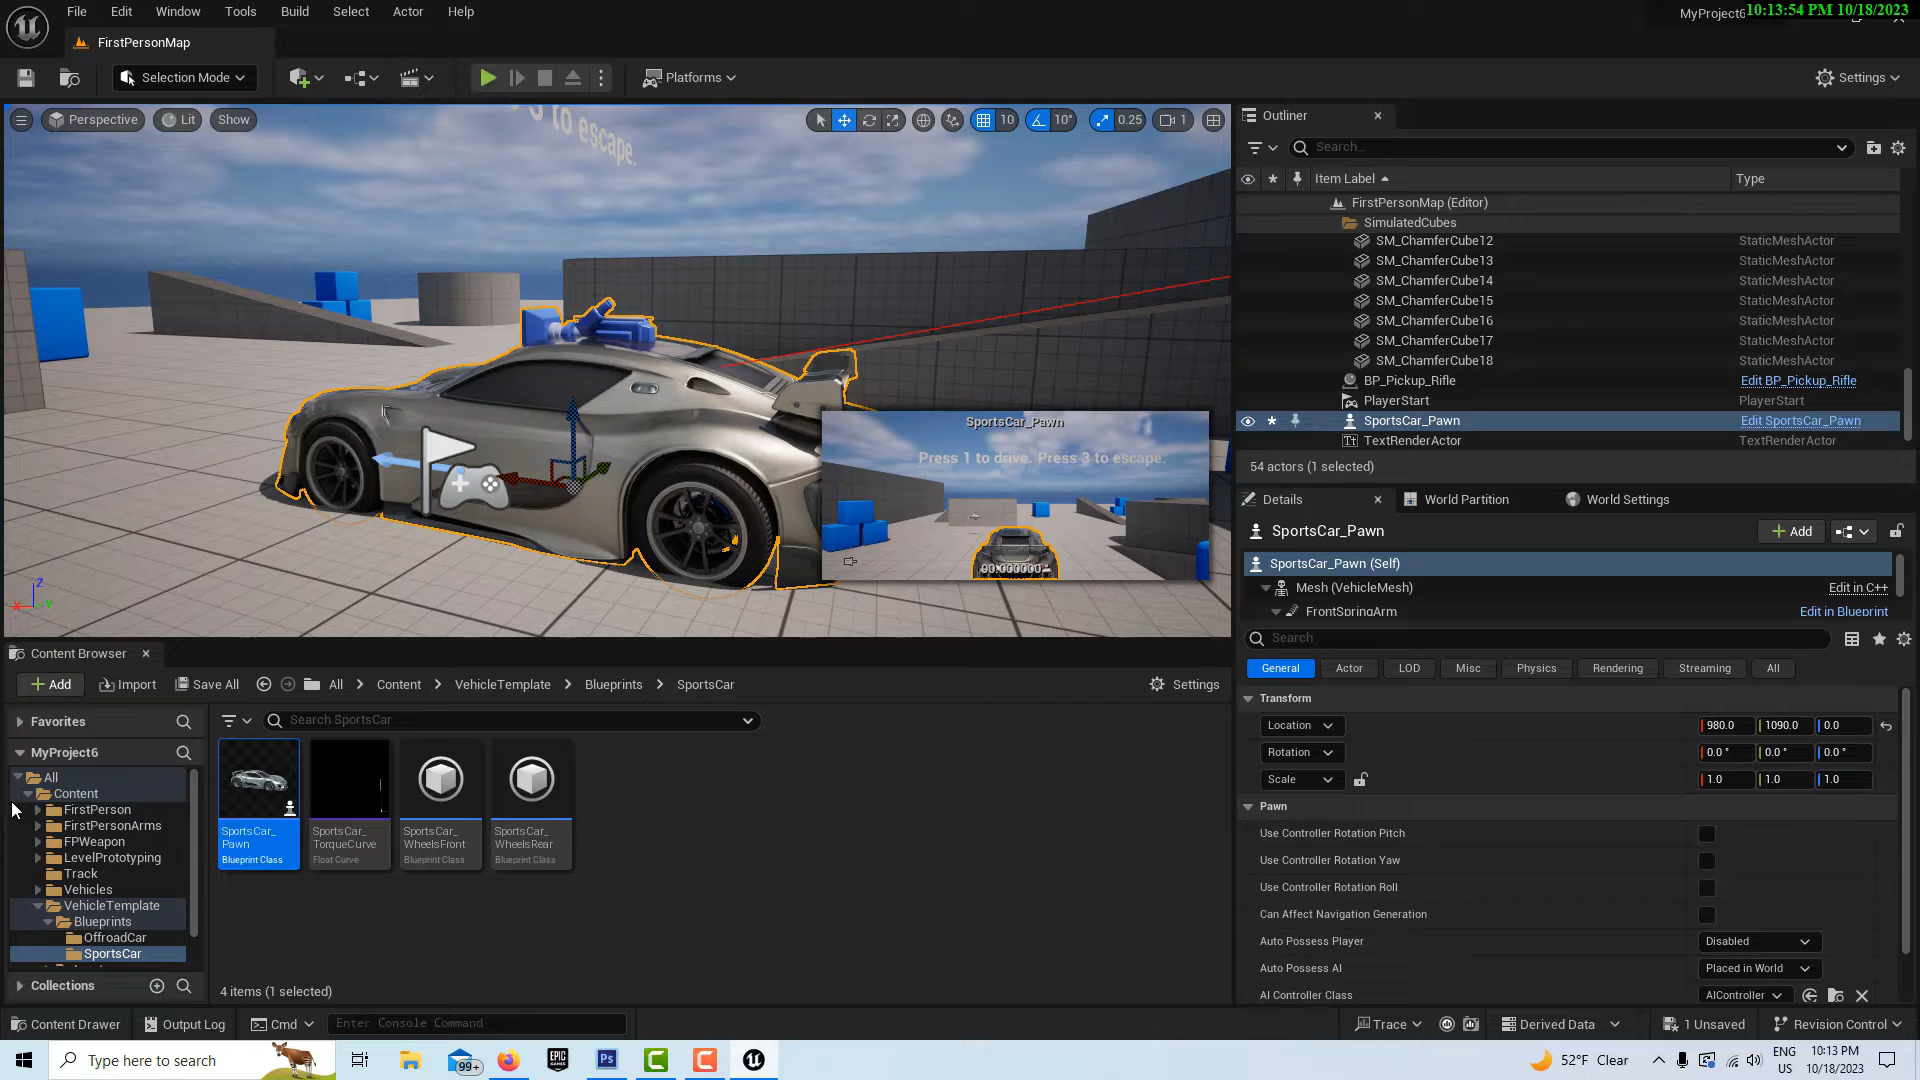 File Edit Window Tools Build Select Actor Help
10:13:54 PM 10/18/2023
FirstPersonMap
Selection Mode
Platforms
Settings
Perspective
Lit
Show
10
10°
0.25
1
to escape.
SportsCar_Pawn
Press 1 to drive. Press 3 to escape.
Outliner
Search...
Item Label
Type
FirstPersonMap (Editor)
SimulatedCubes
SM_ChamferCube12 StaticMeshActor
SM_ChamferCube13 StaticMeshActor
SM_ChamferCube14 StaticMeshActor
SM_ChamferCube15 StaticMeshActor
SM_ChamferCube16 StaticMeshActor
SM_ChamferCube17 StaticMeshActor
SM_ChamferCube18 StaticMeshActor
BP_Pickup_Rifle Edit BP_Pickup_Rifle
PlayerStart PlayerStart
SportsCar_Pawn Edit SportsCar_Pawn
TextRenderActor TextRenderActor
54 actors (1 selected)
Details
World Partition
World Settings
SportsCar_Pawn
Add
SportsCar_Pawn (Self)
Mesh (VehicleMesh) Edit in C++
FrontSpringArm Edit in Blueprint
Search
General Actor LOD Misc Physics Rendering Streaming All
Transform
Location 980.0 1090.0 0.0
Rotation 0.0° 0.0° 0.0°
Scale 1.0 1.0 1.0
Pawn
Use Controller Rotation Pitch
Use Controller Rotation Yaw
Use Controller Rotation Roll
Can Affect Navigation Generation
Auto Possess Player Disabled
Auto Possess AI Placed in World
AI Controller Class AIController
Content Browser
Add Import Save All All Content VehicleTemplate Blueprints SportsCar Settings
Favorites
MyProject6
All
Content
FirstPerson
FirstPersonArms
FPWeapon
LevelPrototyping
Track
Vehicles
VehicleTemplate
Blueprints
OffroadCar
SportsCar
Collections
Search SportsCar
SportsCar_
Pawn
Blueprint Class
SportsCar_
TorqueCurve
Float Curve
SportsCar_
WheelsFront
Blueprint Class
SportsCar_
WheelsRear
Blueprint Class
4 items (1 selected)
Content Drawer Output Log Cmd Enter Console Command Trace Derived Data 1 Unsaved Revision Control
Type here to search
99+
EPIC
GAMES
Ps
52°F Clear
ENG
US
10:13 PM
10/18/2023